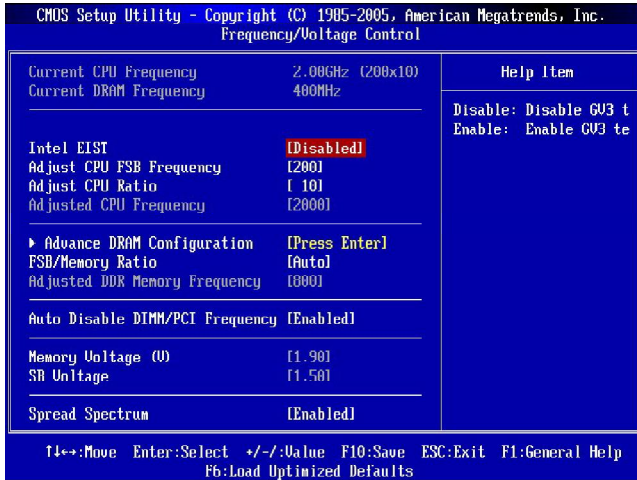 CMOS Setup Utility - Copyright (C) 1985-2005, American Megatrends, Inc.
Frequency/Voltage Control
Current CPU Frequency 2.00GHz (200x10)
Current DRAM Frequency 400MHz
Intel EIST [Disabled]
Adjust CPU FSB Frequency [200]
Adjust CPU Ratio [ 10]
Adjusted CPU Frequency [2000]
▶ Advance DRAM Configuration [Press Enter]
FSB/Memory Ratio [Auto]
Adjusted DDR Memory Frequency [800]
Auto Disable DIMM/PCI Frequency [Enabled]
Memory Voltage (V) [1.90]
SB Voltage [1.50]
Spread Spectrum [Enabled]
Help Item
Disable: Disable GV3 t
Enable: Enable GV3 te
↑↓←→:Move Enter:Select +/-/:Value F10:Save ESC:Exit F1:General Help
F6:Load Optimized Defaults